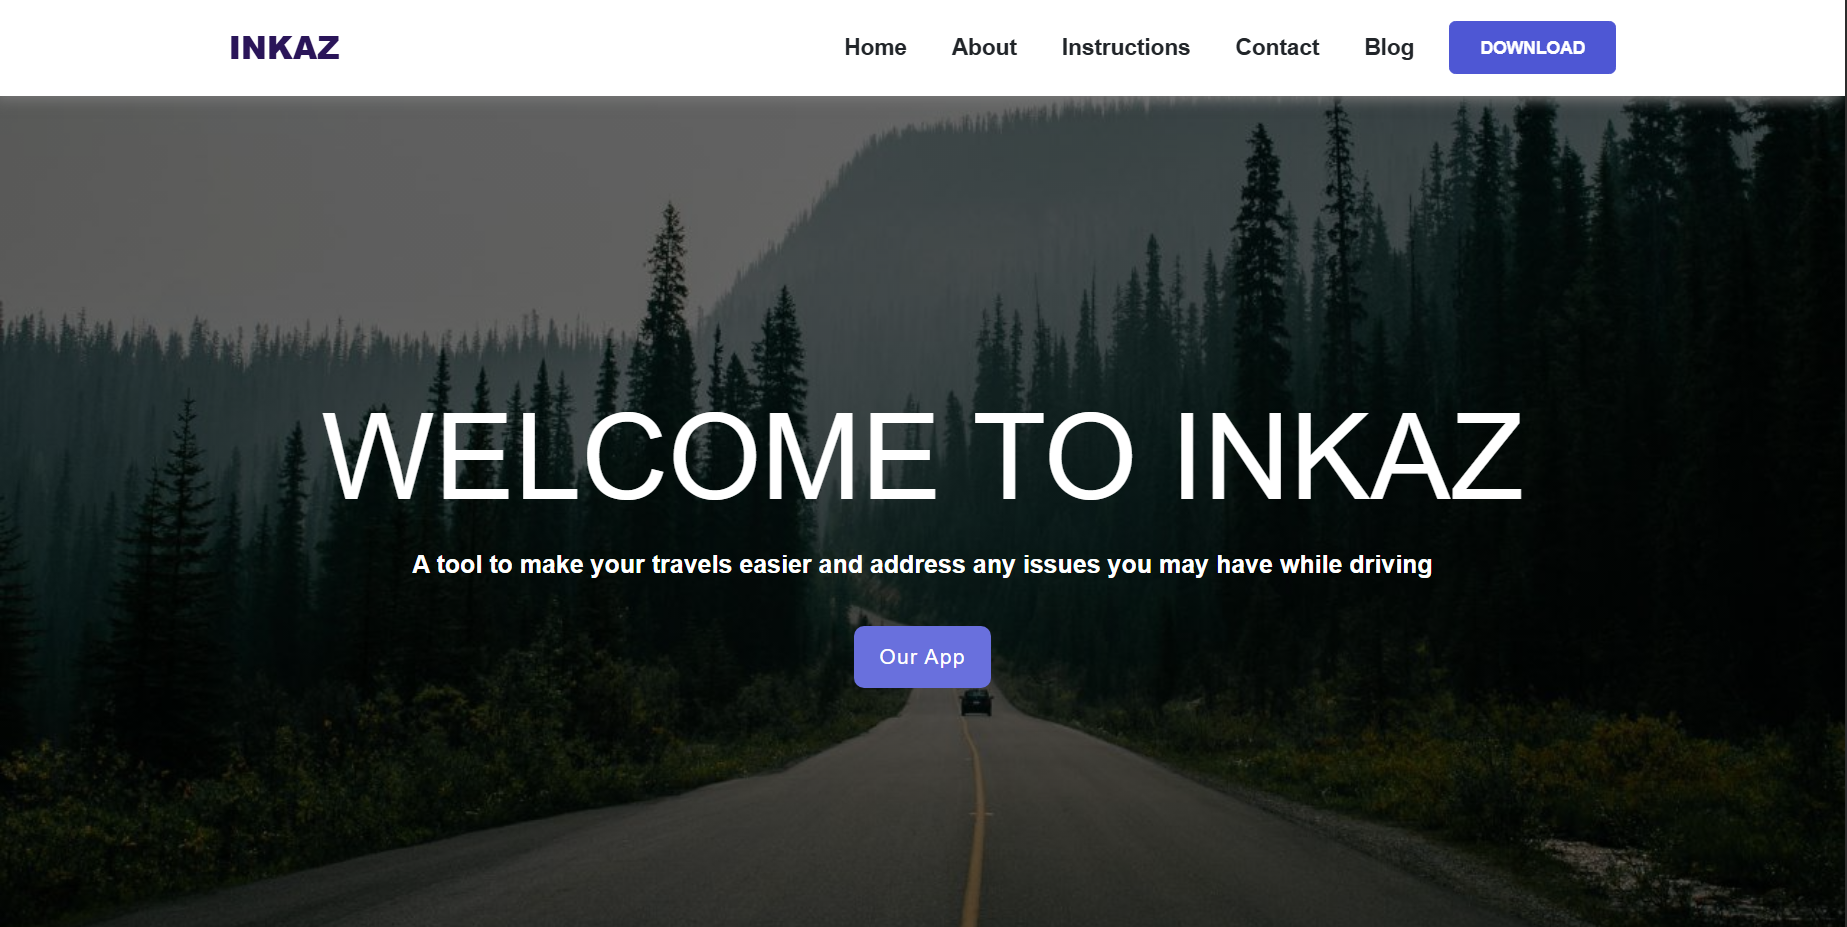 INKAZ
Home About Instructions Contact Blog DOWNLOAD
WELCOME TO INKAZ
A tool to make your travels easier and address any issues you may have while driving
Our App